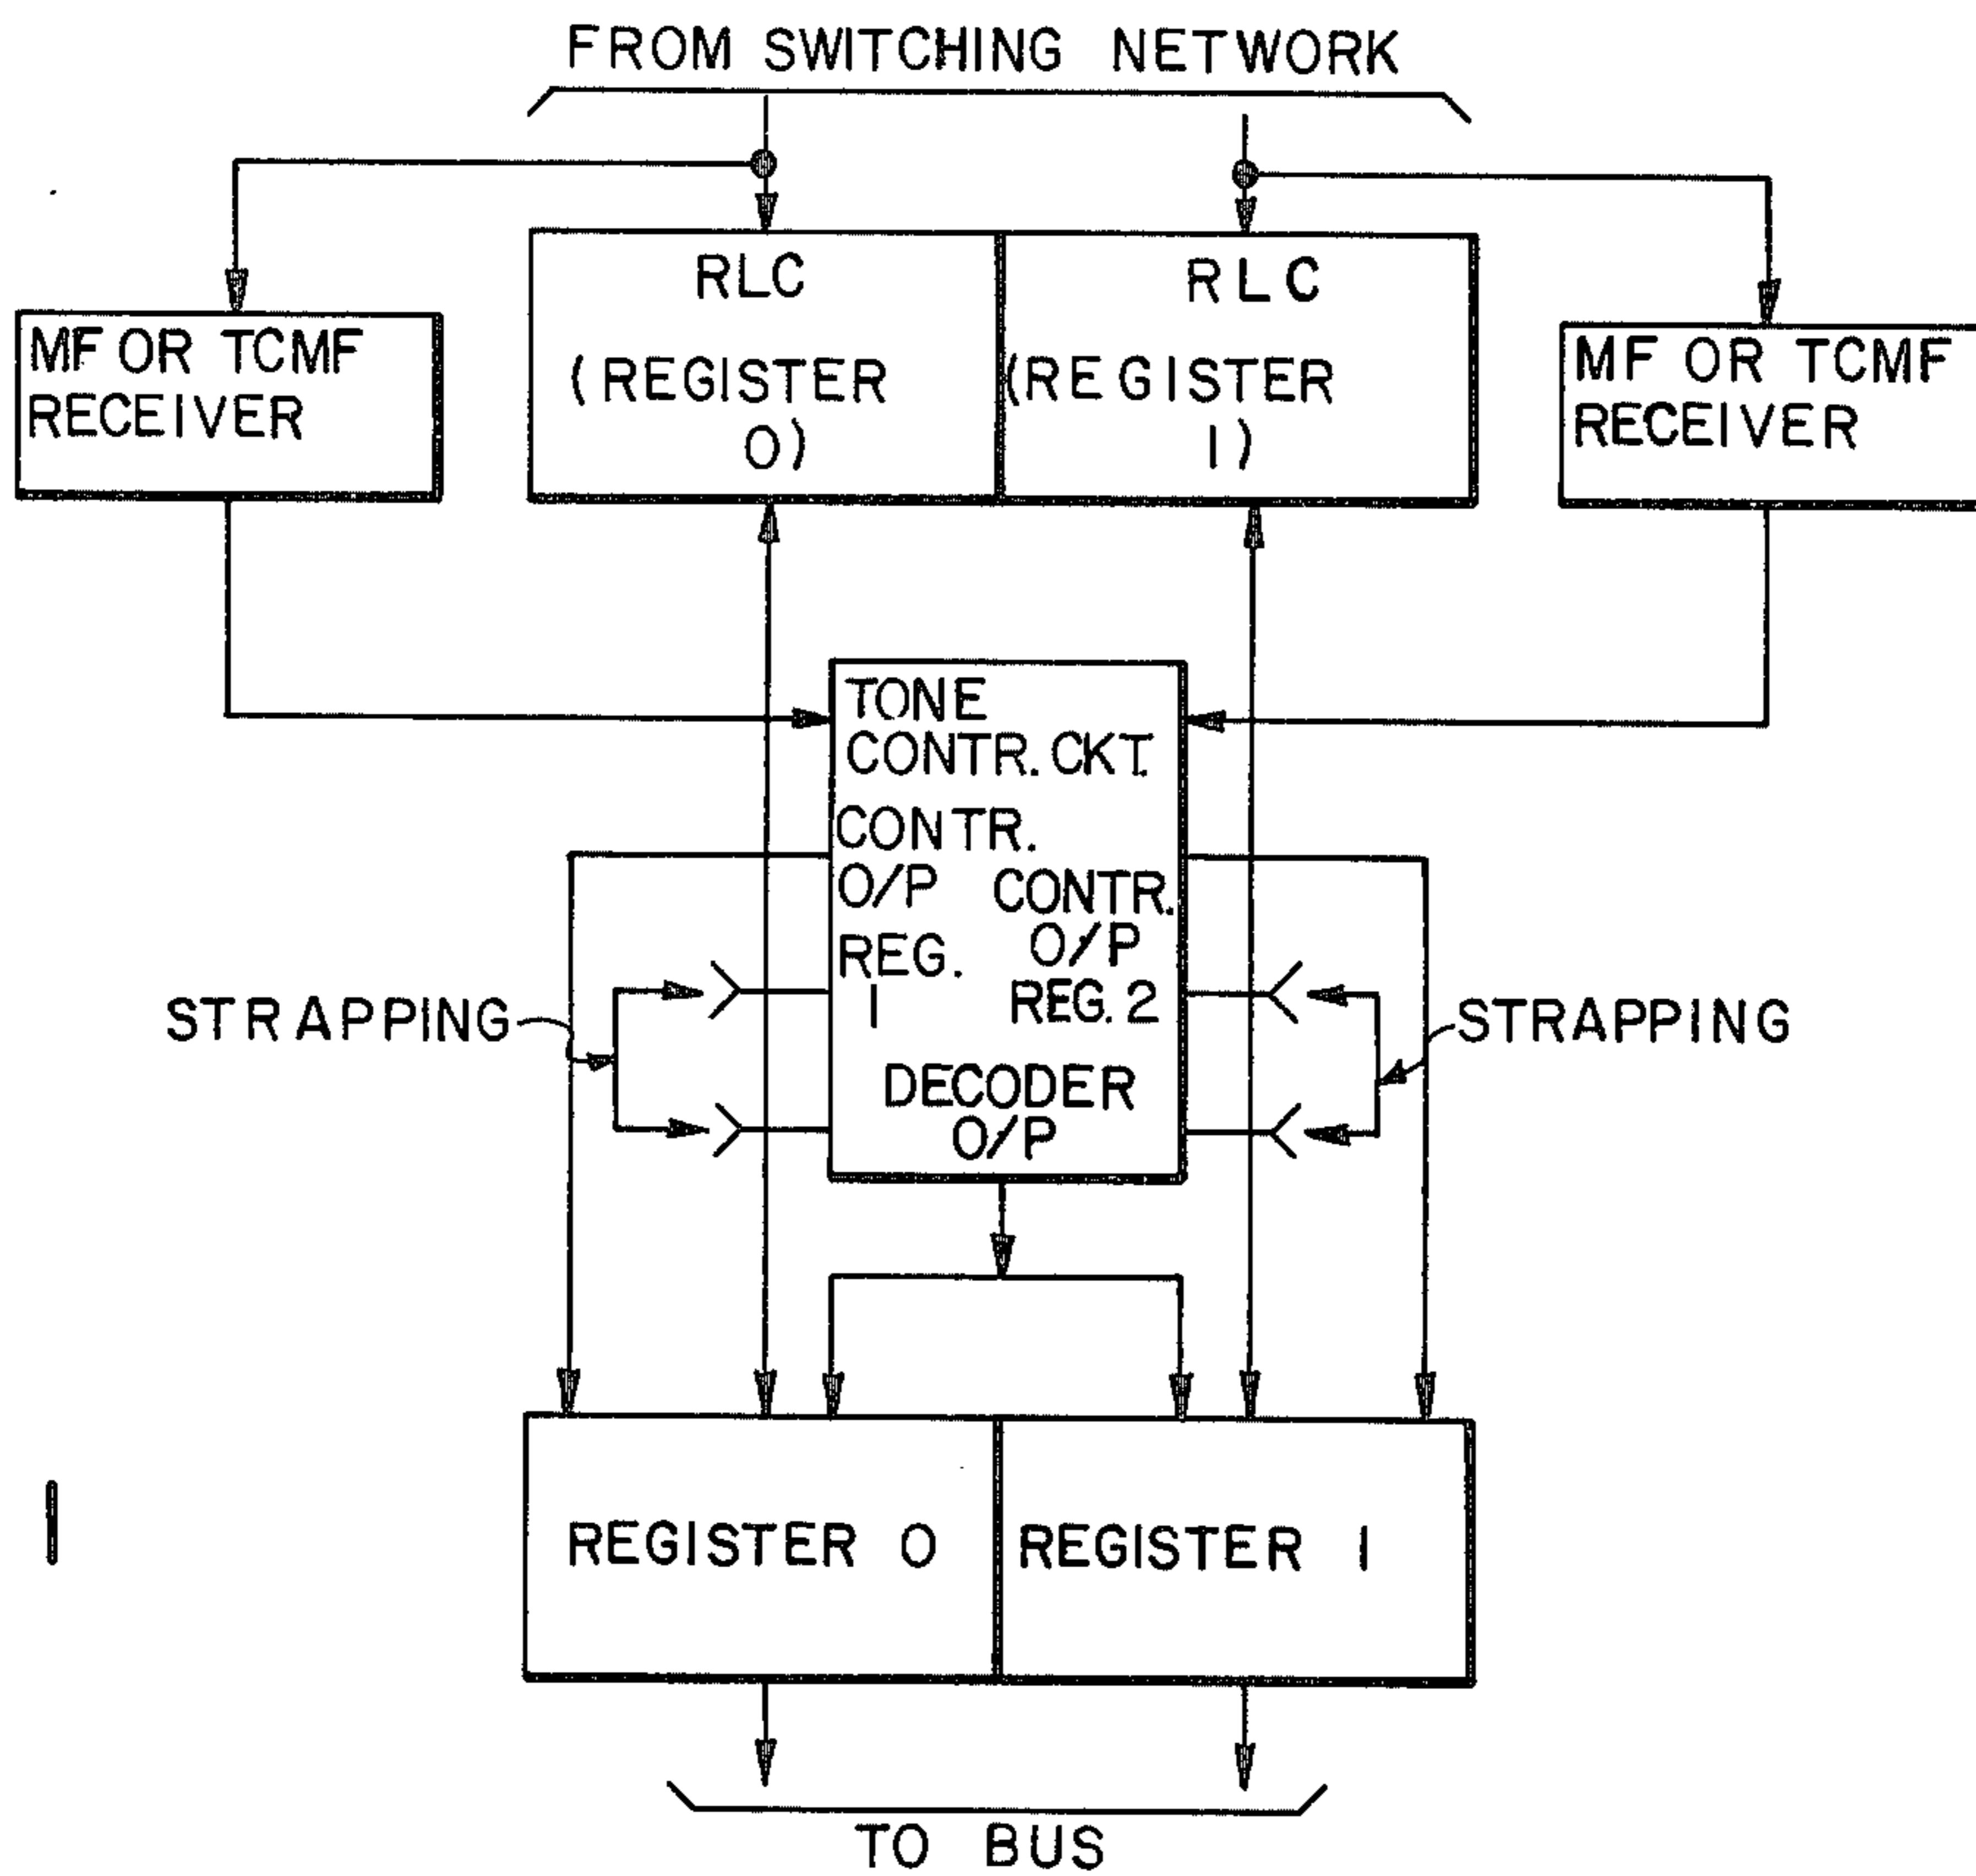 FROM SWITCHING NETWORK
MF OR TCMF
RECEIVER
RLC
(REGISTER
0)
RLC
(REGISTER
1)
MF OR TCMF
RECEIVER
TONE
CONTR. CKT.
CONTR.
O/P
REG.
1
CONTR.
O/P
REG. 2
DECODER
O/P
STRAPPING
STRAPPING
REGISTER 0
REGISTER 1
TO BUS